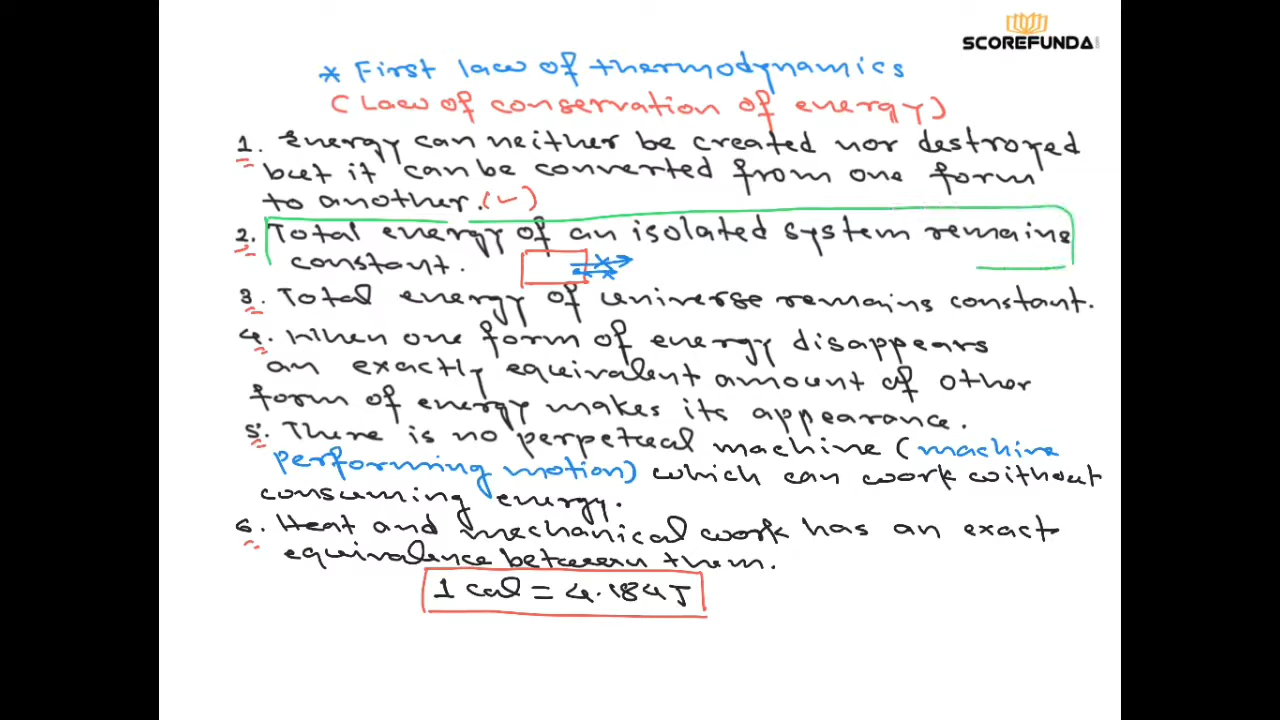 SCOREFUNDA
* First law of thermodynamics
(Law of conservation of energy)
1. Energy can neither be created nor destroyed
but it can be converted from one form
to another. (✓)
2. Total energy of an isolated system remains
constant.
3. Total energy of universe remains constant.
4. When one form of energy disappears
an exactly equivalent amount of other
form of energy makes its appearance.
5. There is no perpetual machine (machine
performing motion) which can work without
consuming energy.
6. Heat and mechanical work has an exact
equivalence between them.
1 cal = 4.184J